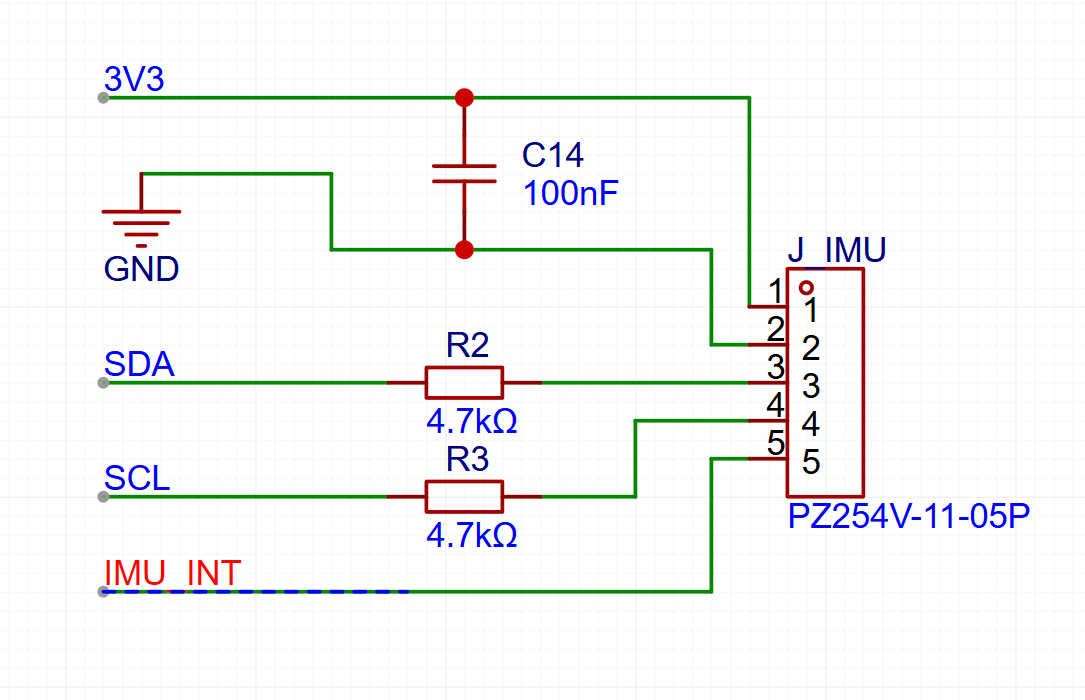 3V3
C14
100nF
GND
J_IMU
1
1
2
2
3
3
4
4
5
5
SDA
R2
4.7kΩ
SCL
R3
4.7kΩ
PZ254V-11-05P
IMU_INT